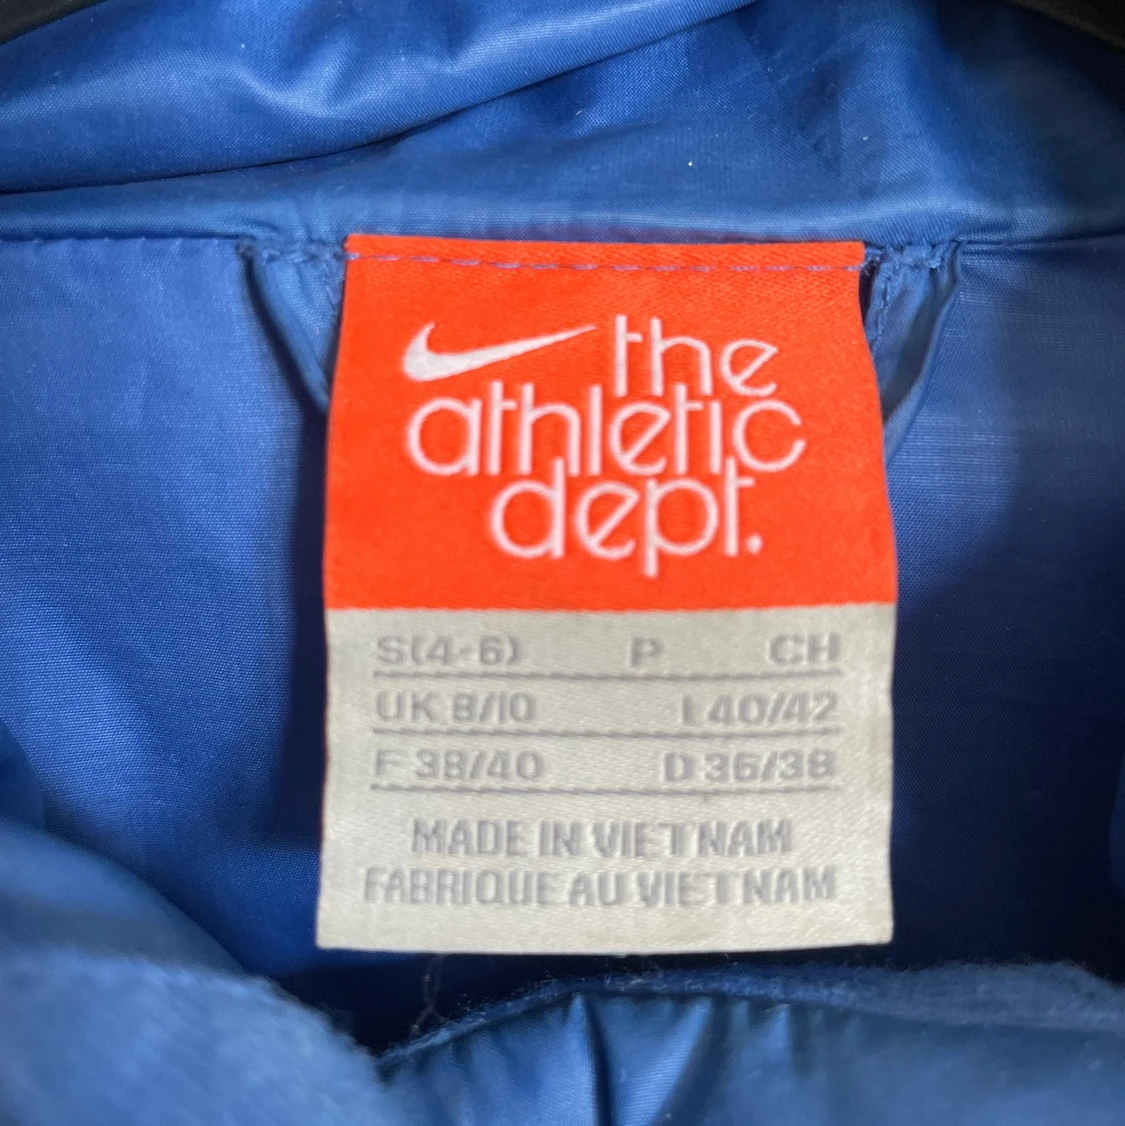 the
athletic
dept.
S(4-6) P CH
UK 8/10 I 40/42
F 38/40 D 36/38
MADE IN VIETNAM
FABRIQUE AU VIETNAM